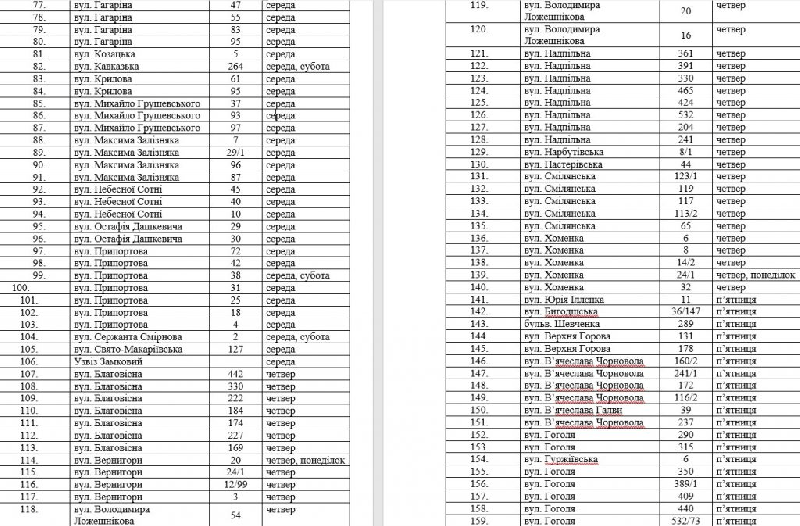 77. вул. Гагаріна 47 середа
78. вул. Гагаріна 55 середа
79. вул. Гагаріна 83 середа
80. вул. Гагаріна 95 середа
81 вул. Козацька 5 середа
82. вул. Кавказька 264 середа, субота
83. вул. Крилова 61 середа
84. вул. Крилова 95 середа
85. вул. Михайло Грушевського 37 середа
86. вул. Михайло Грушевського 93 середа
87. вул. Михайло Грушевського 97 середа
88. вул. Максима Залізняка 7 середа
89. вул. Максима Залізняка 29/1 середа
90. вул. Максима Залізняка 96 середа
91. вул. Максима Залізняка 87 середа
92. вул. Небесної Сотні 45 середа
93. вул. Небесної Сотні 40 середа
94. вул. Небесної Сотні 10 середа
95. вул. Остафія Дашкевича 29 середа
96. вул. Остафія Дашкевича 30 середа
97. вул. Припортова 72 середа
98. вул. Припортова 42 середа
99. вул. Припортова 38 середа, субота
100. вул. Припортова 31 середа
101. вул. Припортова 25 середа
102. вул. Припортова 18 середа
103. вул. Припортова 4 середа
104. вул. Сержанта Смірнова 2 середа, субота
105. вул. Свято-Макаріївська 127 середа
106. Узвіз Замковий середа
107. вул. Благовісна 442 четвер
108. вул. Благовісна 330 четвер
109. вул. Благовісна 222 четвер
110. вул. Благовісна 184 четвер
111. вул. Благовісна 174 четвер
112. вул. Благовісна 227 четвер
113. вул. Благовісна 169 четвер
114. вул. Вернигори 20 четвер, понеділок
115 вул. Вернигори 24/1 четвер
116. вул. Вернигори 12/99 четвер
117. вул. Вернигори 3 четвер
118. вул. Володимира
Ложешнікова 54 четвер
119. вул. Володимира
Ложешнікова 20 четвер
120 вул. Володимира
Ложешнікова 16 четвер
121. вул. Надпільна 361 четвер
122. вул. Надпільна 391 четвер
123. вул. Надпільна 330 четвер
124. вул. Надпільна 465 четвер
125. вул. Надпільна 424 четвер
126. вул. Надпільна 532 четвер
127. вул. Надпільна 204 четвер
128. вул. Надпільна 241 четвер
129. вул. Нарбутівська 8/1 четвер
130. вул. Пастерівська 44 четвер
131. вул. Смілянська 123/1 четвер
132. вул. Смілянська 119 четвер
133. вул. Смілянська 117 четвер
134. вул. Смілянська 113/2 четвер
135. вул. Смілянська 65 четвер
136. вул. Хоменка 6 четвер
137. вул. Хоменка 8 четвер
138. вул. Хоменка 14/2 четвер
139. вул. Хоменка 24/1 четвер, понеділок
140. вул. Хоменка 32 четвер
141. вул. Юрія Іллєнка 11 п’ятниця
142. вул. 36/147 п’ятниця
143. бульв. Шевченка 289 п’ятниця
144 вул. Верхня Горова 131 п’ятниця
145. вул. Верхня Горова 178 п’ятниця
146. вул. В’ячеслава Чорновола 160/2 п’ятниця
147. вул. В’ячеслава Чорновола 241/1 п’ятниця
148. вул. В’ячеслава Чорновола 172 п’ятниця
149. вул. В’ячеслава Чорновола 116/2 п’ятниця
150. вул. В’ячеслава Галви 39 п’ятниця
151. вул. В’ячеслава Чорновола 237 п’ятниця
152. вул. Гоголя 290 п’ятниця
153. вул. Гоголя 315 п’ятниця
154. вул. Гуржіївська 6 п’ятниця
155. вул. Гоголя 350 п’ятниця
156. вул. Гоголя 389/1 п’ятниця
157. вул. Гоголя 409 п’ятниця
158. вул. Гоголя 440 п’ятниця
159. вул. Гоголя 532/73 п’ятниця